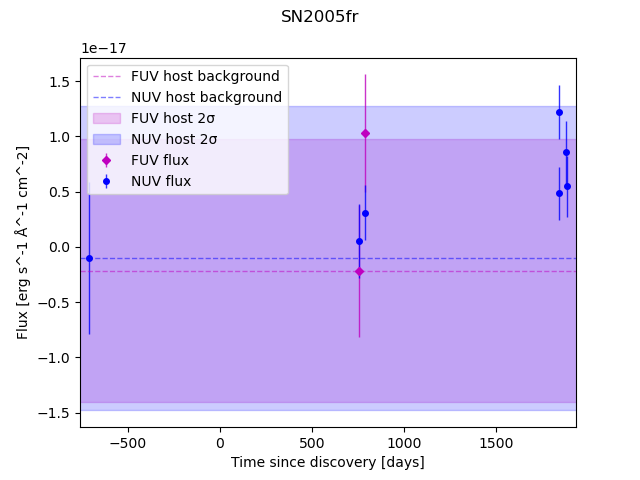 SN2005fr
1e−17
FUV host background
NUV host background
FUV host 2σ
NUV host 2σ
FUV flux
NUV flux
1.5
1.0
0.5
0.0
−0.5
−1.0
−1.5
Flux [erg s^-1 Å^-1 cm^-2]
−500
0
500
1000
1500
Time since discovery [days]